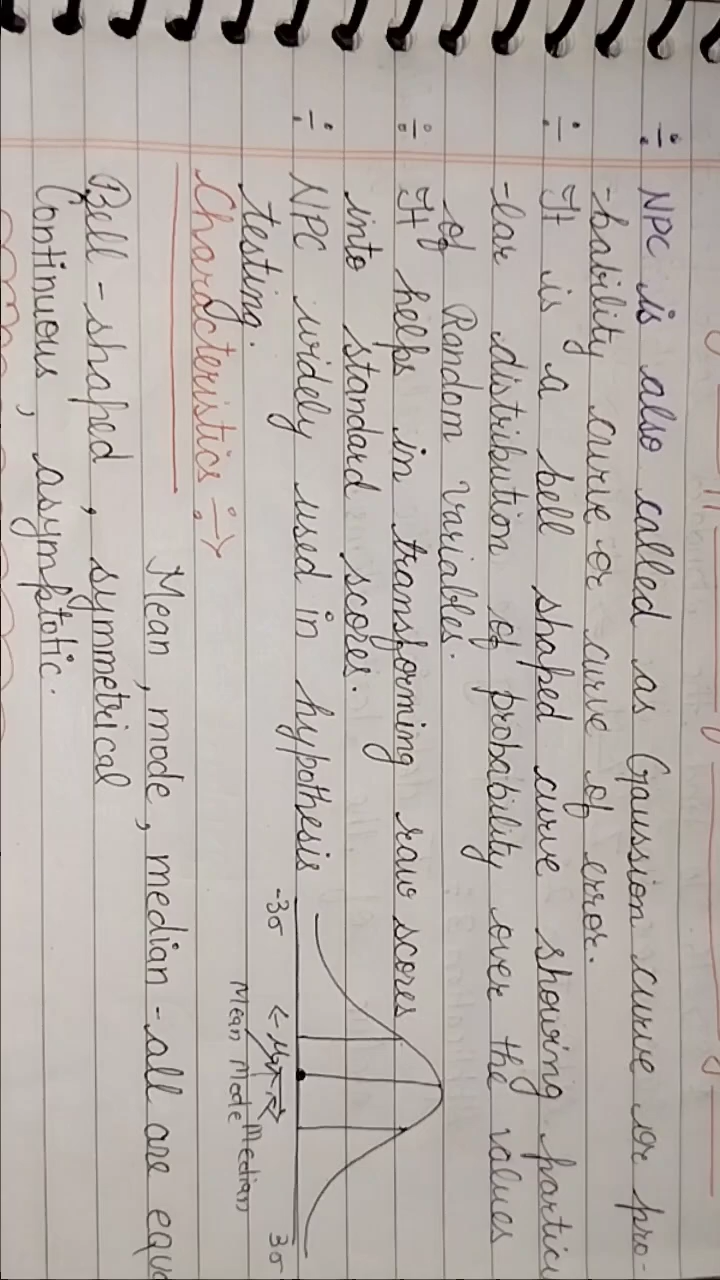 ÷ NPC is also called as Gaussion curve or pro-
-bability curve or curve of error.
÷ It is a bell shaped curve showing particu
-lar distribution of probability over the values
of Random variables.
÷ It helps in transforming raw scores
into standard scores.
÷ NPC widely used in hypothesis
testing.
-3σ 3σ
Mean Mode Median
Characteristics ÷→
Mean, mode, median - all are equa
Bell-shaped, symmetrical
Continuous, asymptotic.